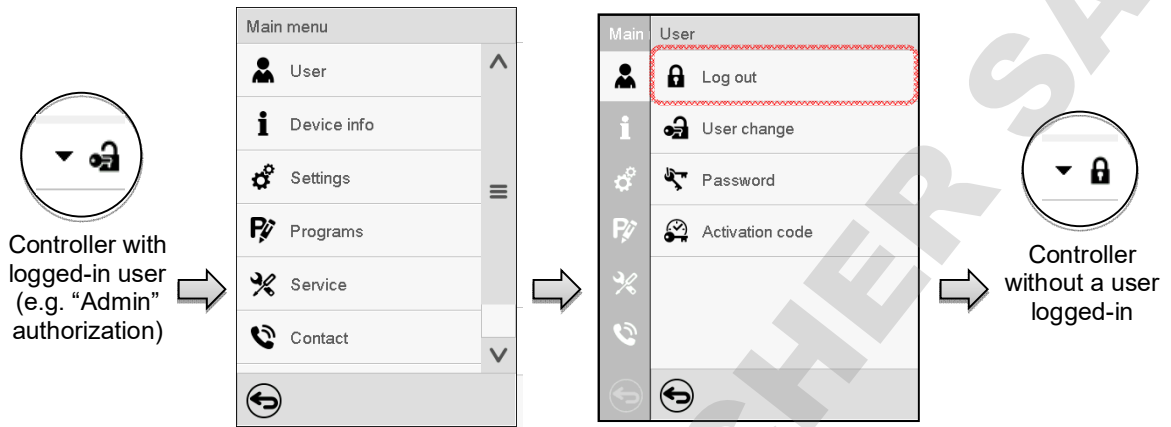 Controller with
logged-in user
(e.g. “Admin”
authorization)
Main menu
User
Device info
Settings
Programs
Service
Contact
Main
User
Log out
User change
Password
Activation code
Controller
without a user
logged-in